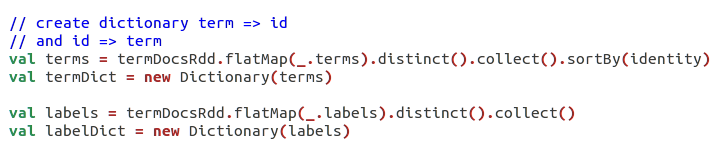 // create dictionary term => id
// and id => term
val terms = termDocsRdd.flatMap(_.terms).distinct().collect().sortBy(identity)
val termDict = new Dictionary(terms)
val labels = termDocsRdd.flatMap(_.labels).distinct().collect()
val labelDict = new Dictionary(labels)